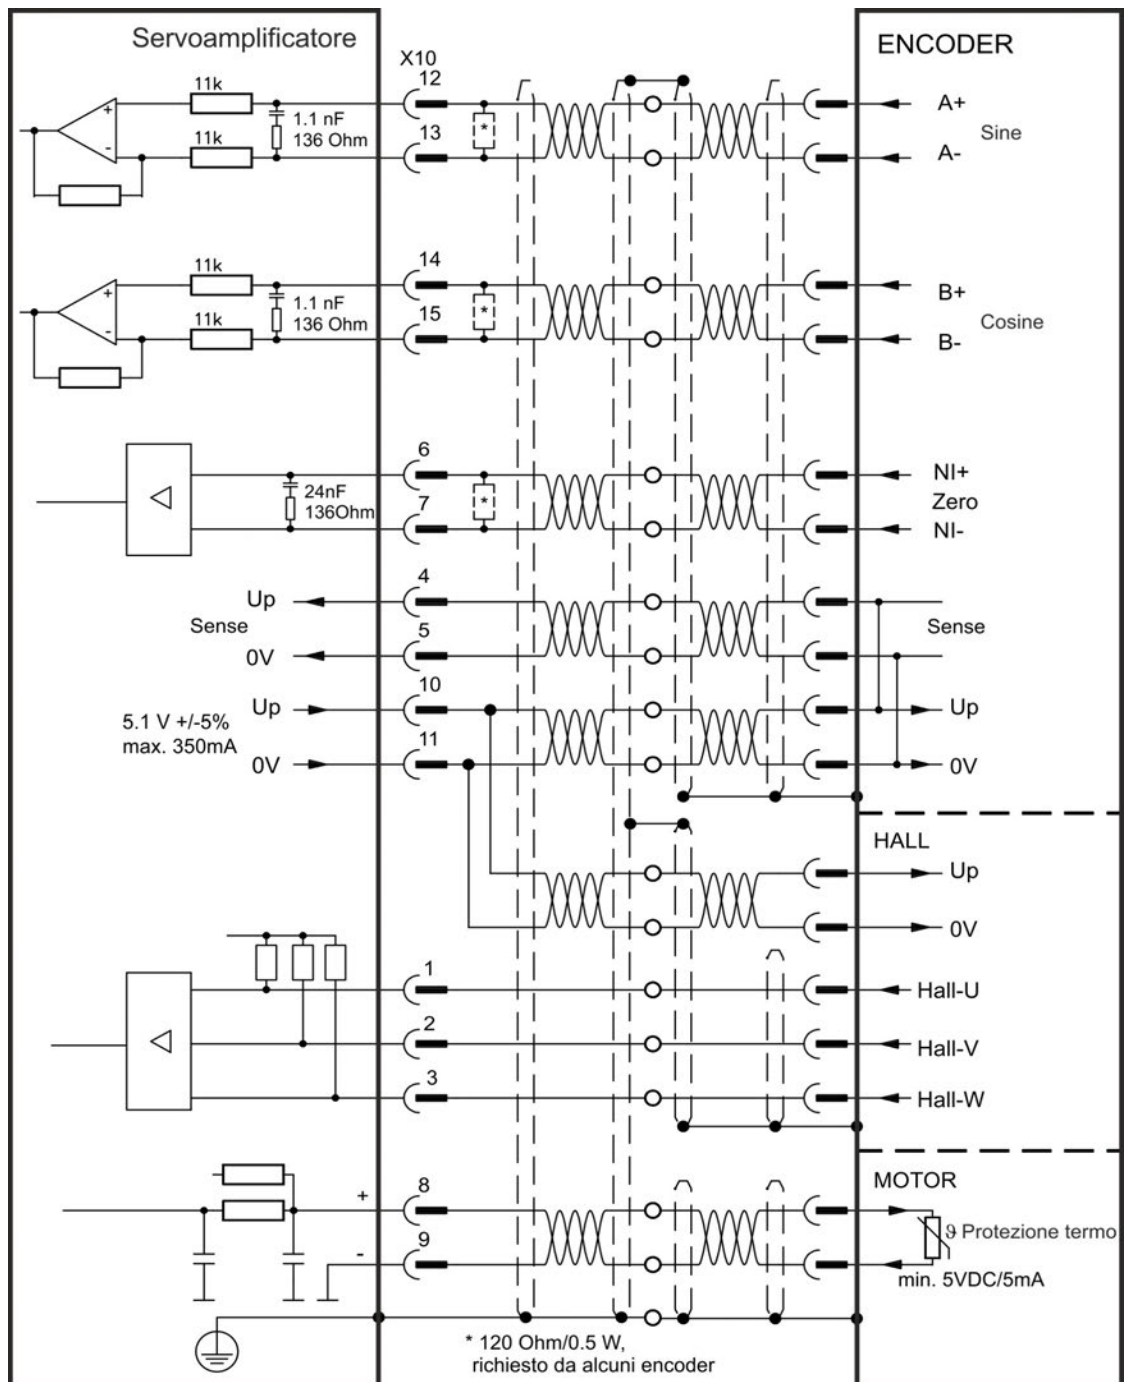 Servoamplificatore
ENCODER
X10
11k
12
A+
1.1 nF
136 Ohm
*
Sine
11k
13
A-
11k
14
B+
1.1 nF
136 Ohm
*
Cosine
11k
15
B-
6
NI+
24nF
136Ohm
*
Zero
7
NI-
Up
4
Sense
Sense
0V
5
Up
10
Up
5.1 V +/-5%
max. 350mA
0V
11
0V
HALL
Up
0V
1
Hall-U
2
Hall-V
3
Hall-W
MOTOR
+
8
ϑ Protezione termo
-
9
min. 5VDC/5mA
* 120 Ohm/0.5 W,
richiesto da alcuni encoder
+
-
+
-